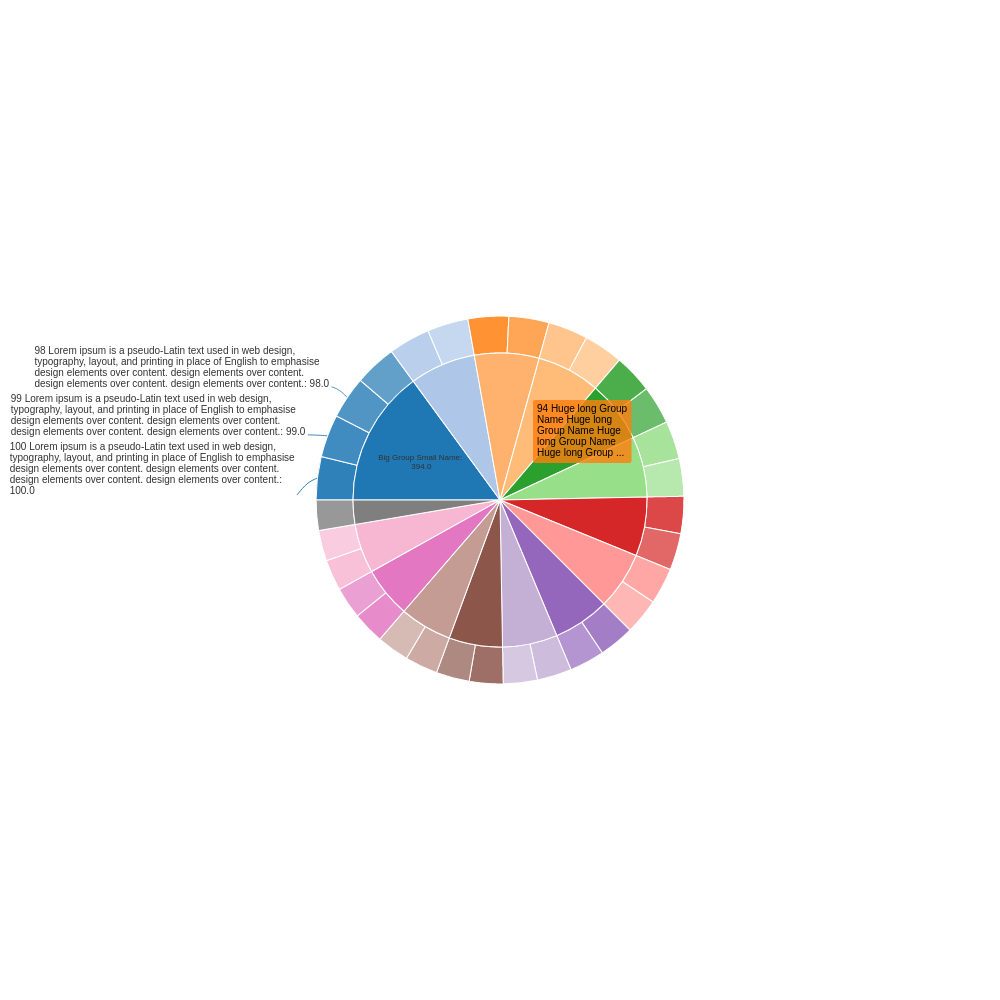 98 Lorem ipsum is a pseudo-Latin text used in web design,
typography, layout, and printing in place of English to emphasise
design elements over content. design elements over content.
design elements over content. design elements over content.: 98.0
99 Lorem ipsum is a pseudo-Latin text used in web design,
typography, layout, and printing in place of English to emphasise
design elements over content. design elements over content.
design elements over content. design elements over content.: 99.0
100 Lorem ipsum is a pseudo-Latin text used in web design,
typography, layout, and printing in place of English to emphasise
design elements over content. design elements over content.
design elements over content. design elements over content.:
100.0
Big Group Small Name:
394.0
94 Huge long Group
Name Huge long
Group Name Huge
long Group Name
Huge long Group ...